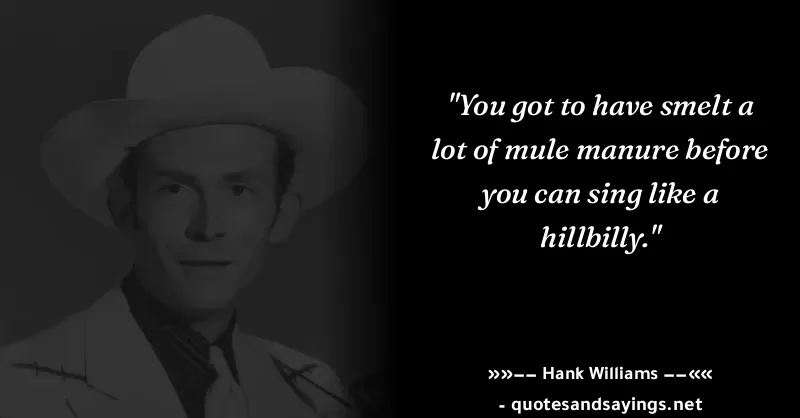 "You got to have smelt a
lot of mule manure before
you can sing like a
hillbilly."
»»−− Hank Williams −−««
- quotesandsayings.net